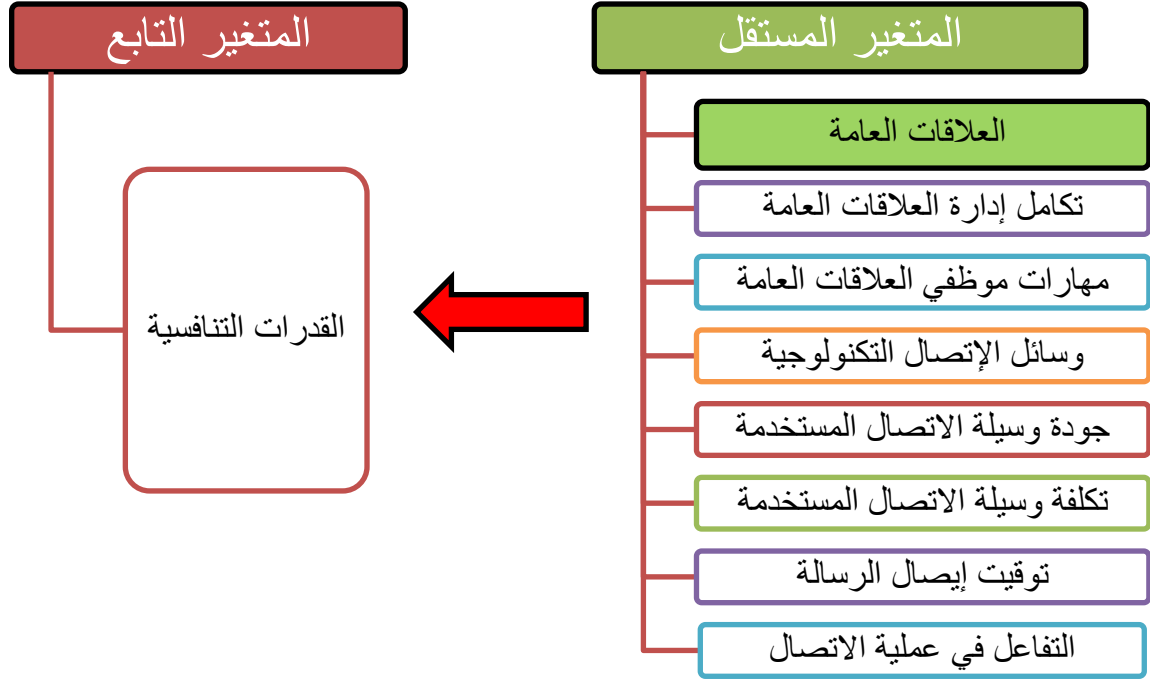 المتغير المستقل
العلاقات العامة
تكامل إدارة العلاقات العامة
مهارات موظفي العلاقات العامة
وسائل الإتصال التكنولوجية
جودة وسيلة الاتصال المستخدمة
تكلفة وسيلة الاتصال المستخدمة
توقيت إيصال الرسالة
التفاعل في عملية الاتصال
المتغير التابع
القدرات التنافسية